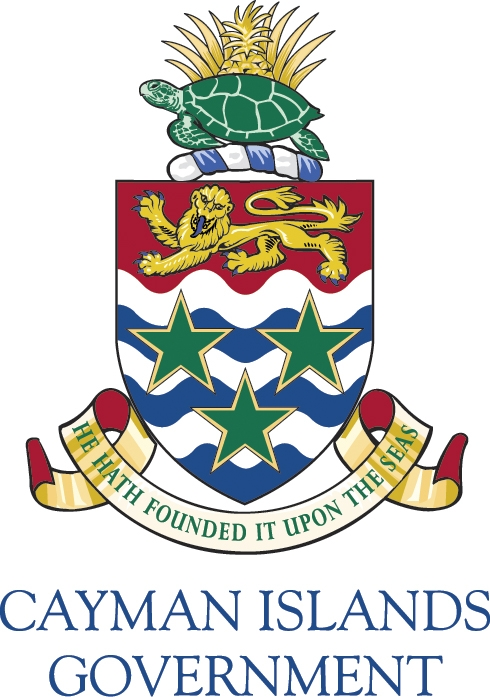 HE HATH FOUNDED IT UPON THE SEAS
CAYMAN ISLANDS
GOVERNMENT